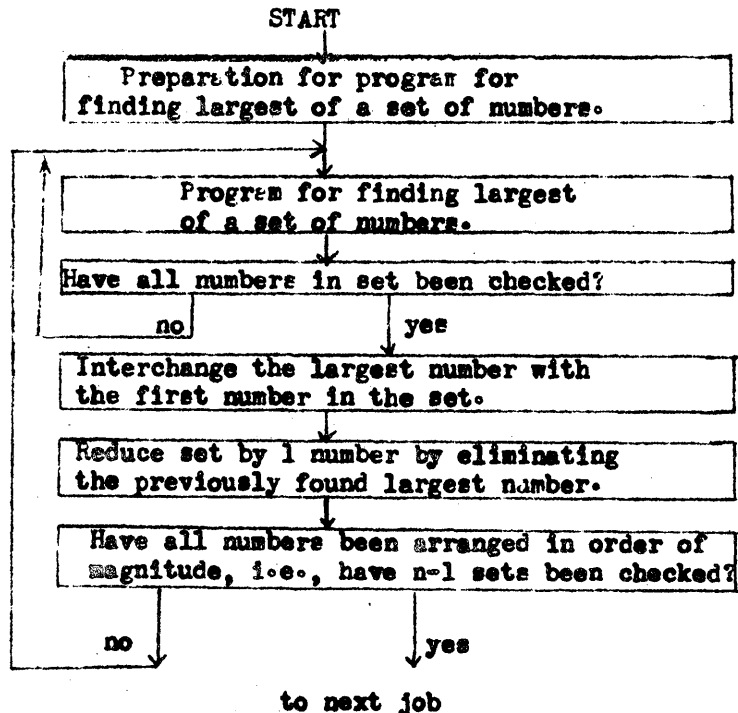 START
Preparation for program for
finding largest of a set of numbers.
Program for finding largest
of a set of numbers.
Have all numbers in set been checked?
no
yes
Interchange the largest number with
the first number in the set.
Reduce set by 1 number by eliminating
the previously found largest number.
Have all numbers been arranged in order of
magnitude, i.e., have n-1 sets been checked?
no
yes
to next job